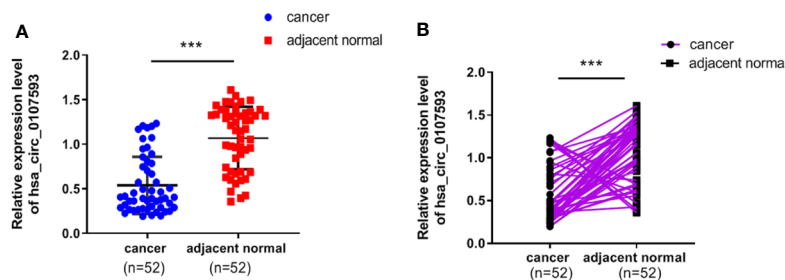 A
cancer
adjacent normal
***
Relative expression level
of hsa_circ_0107593
2.0
1.5
1.0
0.5
0.0
cancer
adjacent normal
(n=52)
(n=52)
B
cancer
adjacent norma
***
Relative expression level
of hsa_circ_0107593
2.0
1.5
1.0
0.5
0.0
cancer
adjacent normal
(n=52)
(n=52)